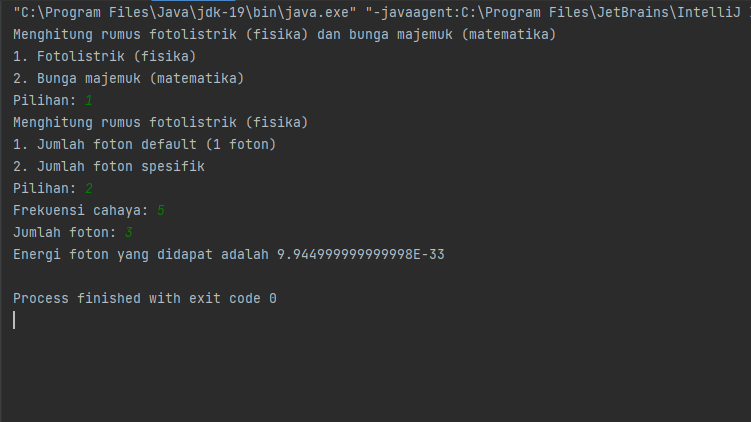 "C:\Program Files\Java\jdk-19\bin\java.exe" "-javaagent:C:\Program Files\JetBrains\IntelliJ
Menghitung rumus fotolistrik (fisika) dan bunga majemuk (matematika)
1. Fotolistrik (fisika)
2. Bunga majemuk (matematika)
Pilihan: 1
Menghitung rumus fotolistrik (fisika)
1. Jumlah foton default (1 foton)
2. Jumlah foton spesifik
Pilihan: 2
Frekuensi cahaya: 5
Jumlah foton: 3
Energi foton yang didapat adalah 9.944999999999998E-33
Process finished with exit code 0